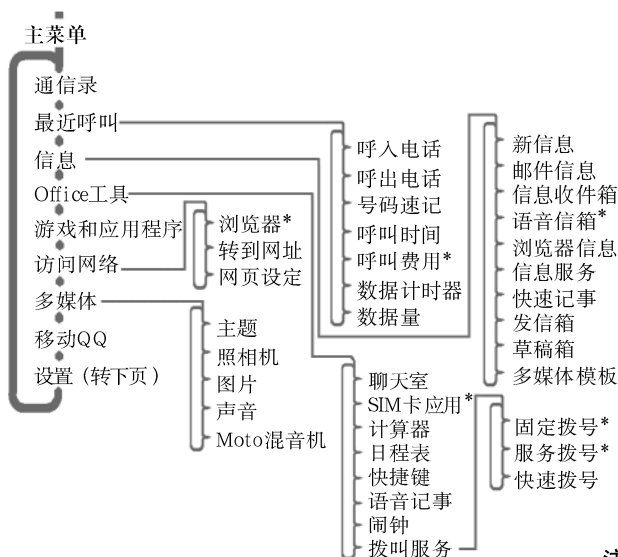 主菜单
通信录
最近呼叫
信息
Office工具
游戏和应用程序
访问网络
多媒体
移动QQ
设置（转下页）
呼入电话
呼出电话
号码速记
呼叫时间
呼叫费用*
数据计时器
数据量
新信息
邮件信息
信息收件箱
语音信箱*
浏览器信息
信息服务
快速记事
发信箱
草稿箱
多媒体模板
聊天室
SIM卡应用*
计算器
日程表
快捷键
语音记事
闹钟
拨叫服务
固定拨号*
服务拨号*
快速拨号
浏览器*
转到网址
网页设定
主题
照相机
图片
声音
Moto混音机